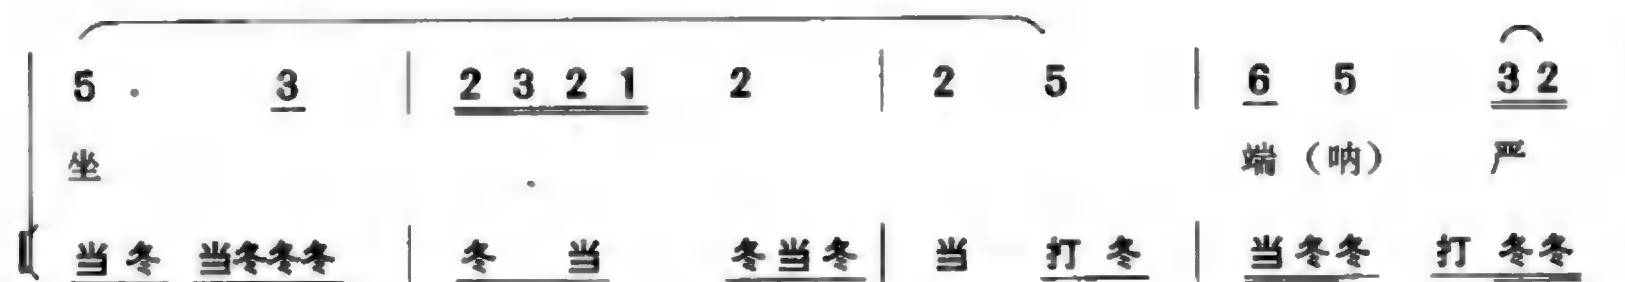 5 . 3 | 2 3 2 1 2 | 2 5 | 6 5 3 2
坐 端（呐） 严
当 冬 当冬冬冬 | 冬 当 冬当冬 | 当 打 冬 | 当冬冬 打 冬冬